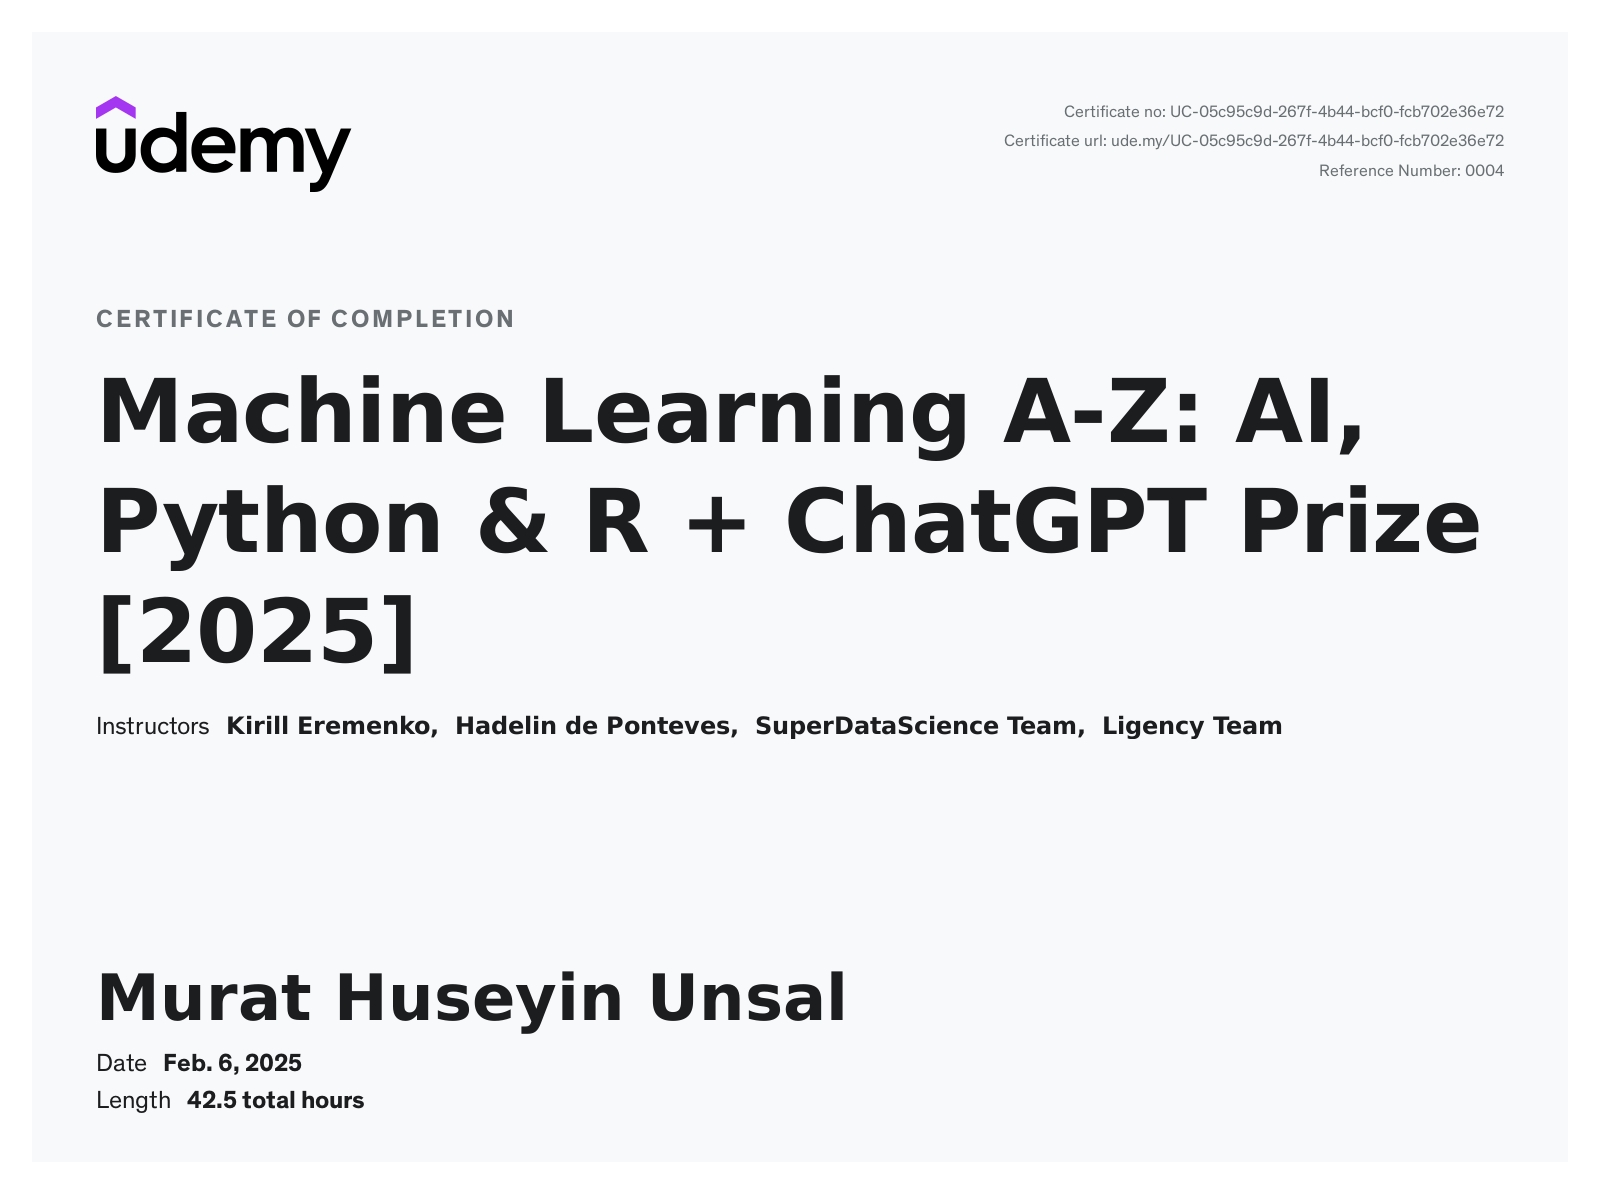 udemy
Certificate no: UC-05c95c9d-267f-4b44-bcf0-fcb702e36e72
Certificate url: ude.my/UC-05c95c9d-267f-4b44-bcf0-fcb702e36e72
Reference Number: 0004
CERTIFICATE OF COMPLETION
Machine Learning A-Z: AI,
Python & R + ChatGPT Prize
[2025]
Instructors Kirill Eremenko, Hadelin de Ponteves, SuperDataScience Team, Ligency Team
Murat Huseyin Unsal
Date Feb. 6, 2025
Length 42.5 total hours